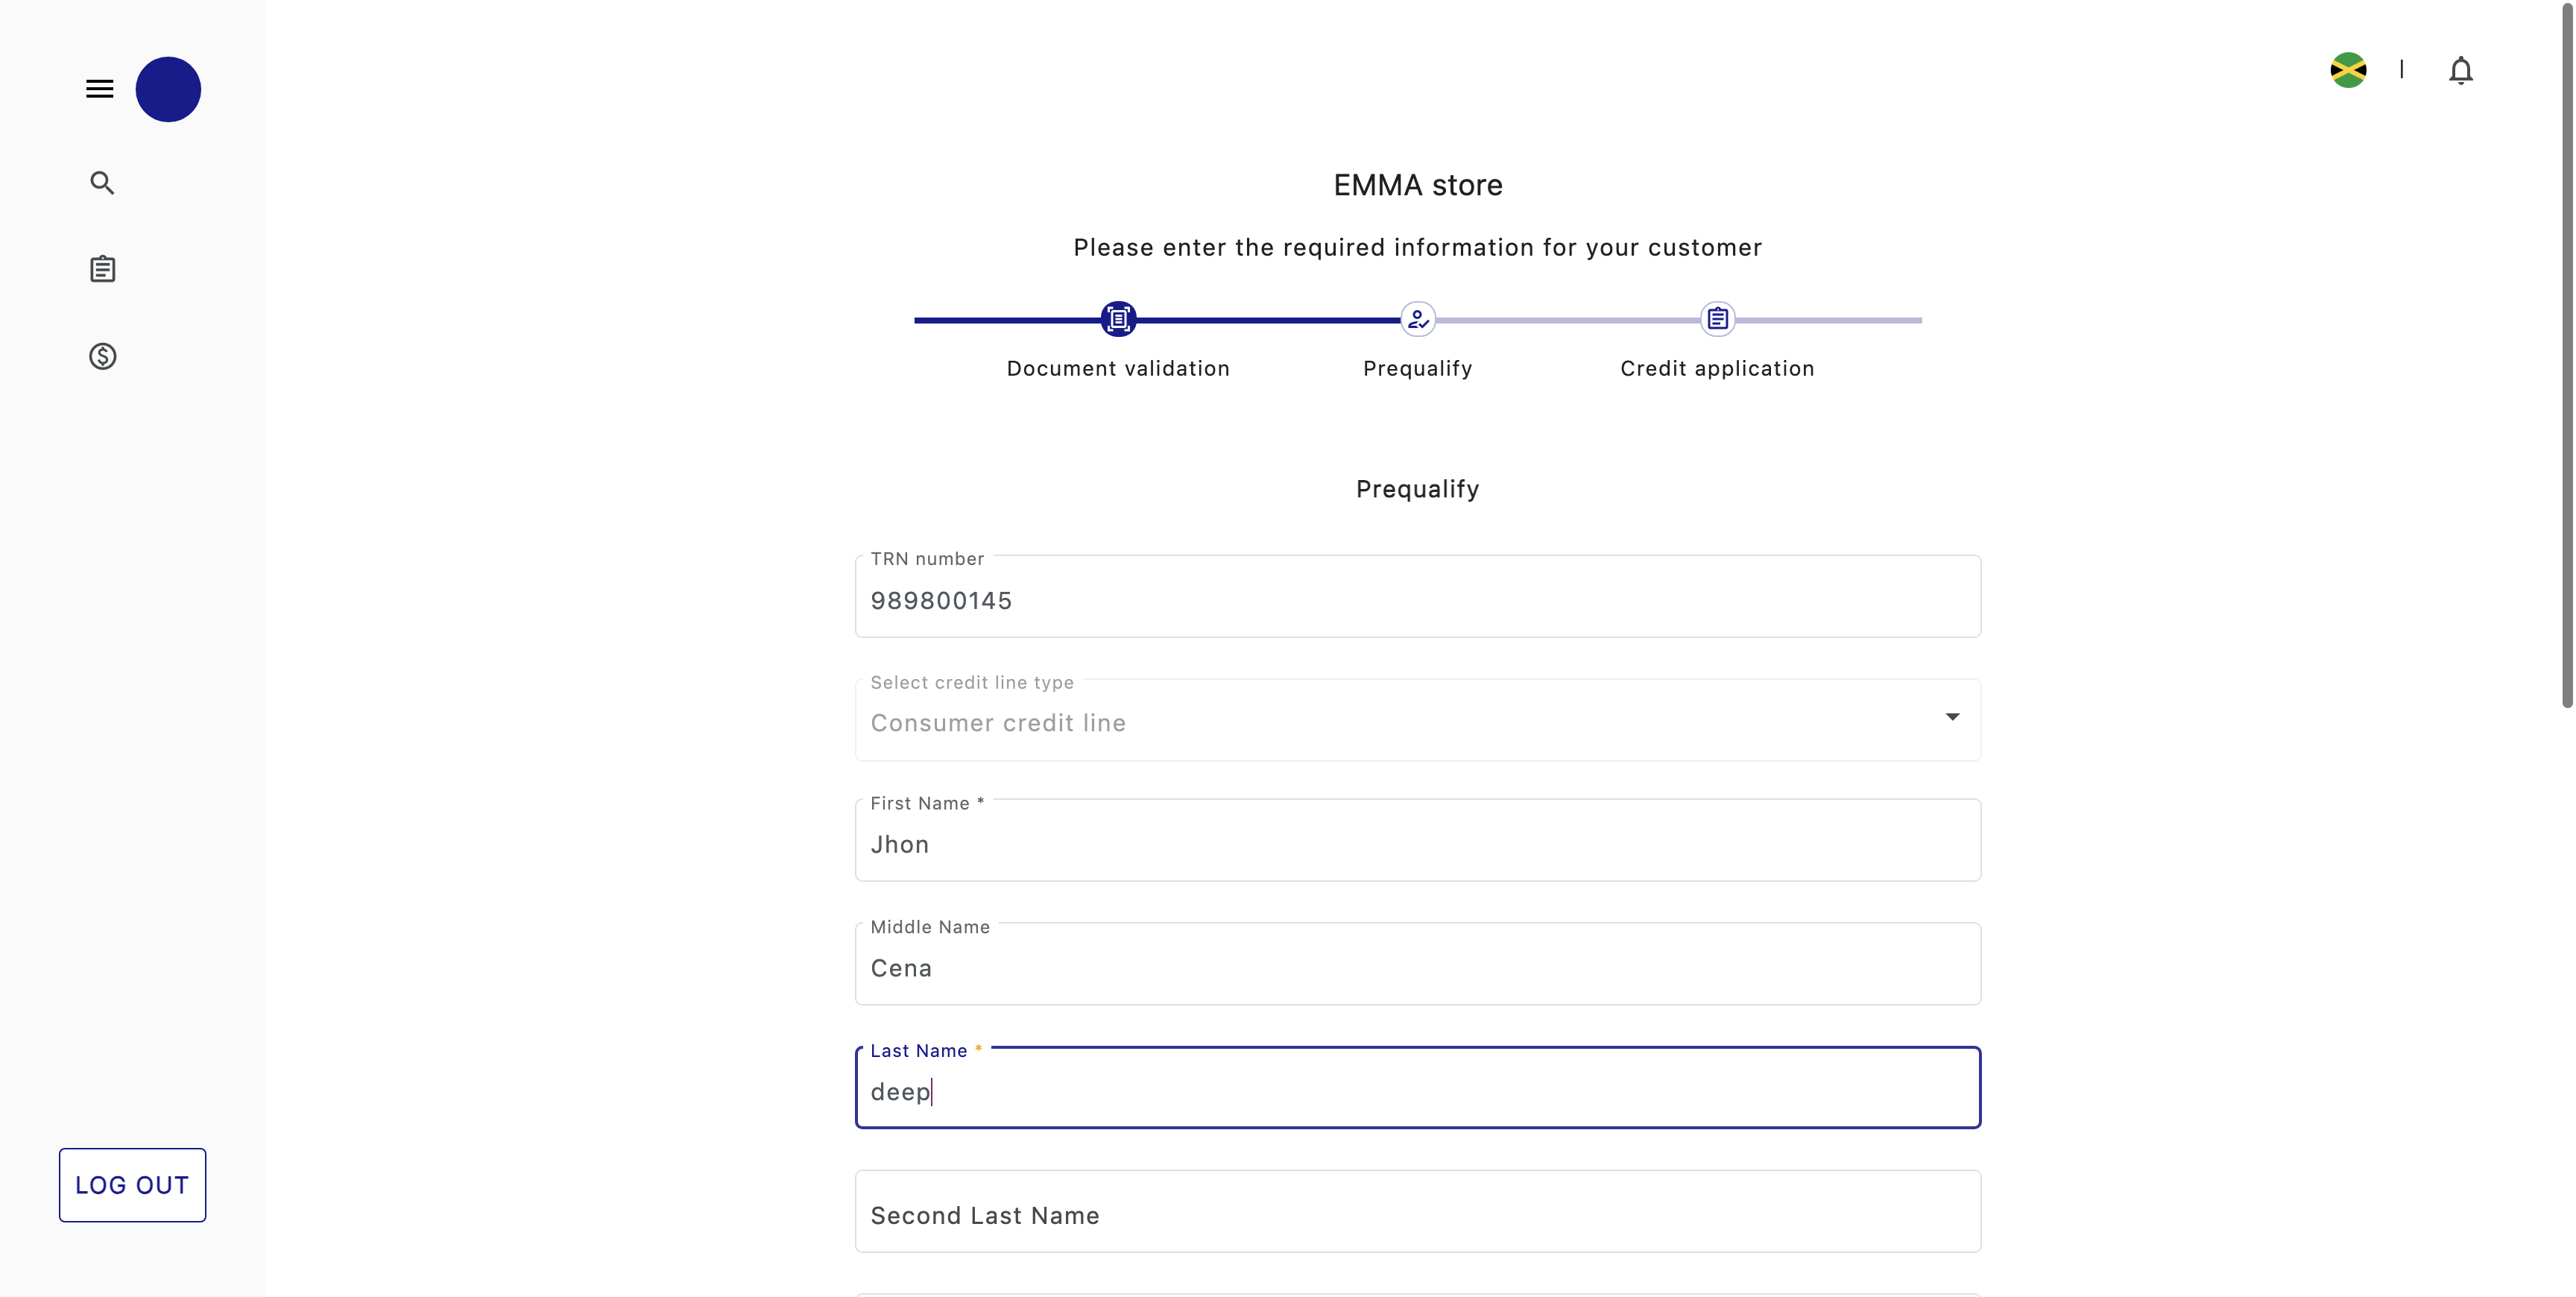 EMMA store
Please enter the required information for your customer
Document validation
Prequalify
Credit application
Prequalify
TRN number
989800145
Select credit line type
Consumer credit line
First Name *
Jhon
Middle Name
Cena
Last Name *
deep
Second Last Name
LOG OUT